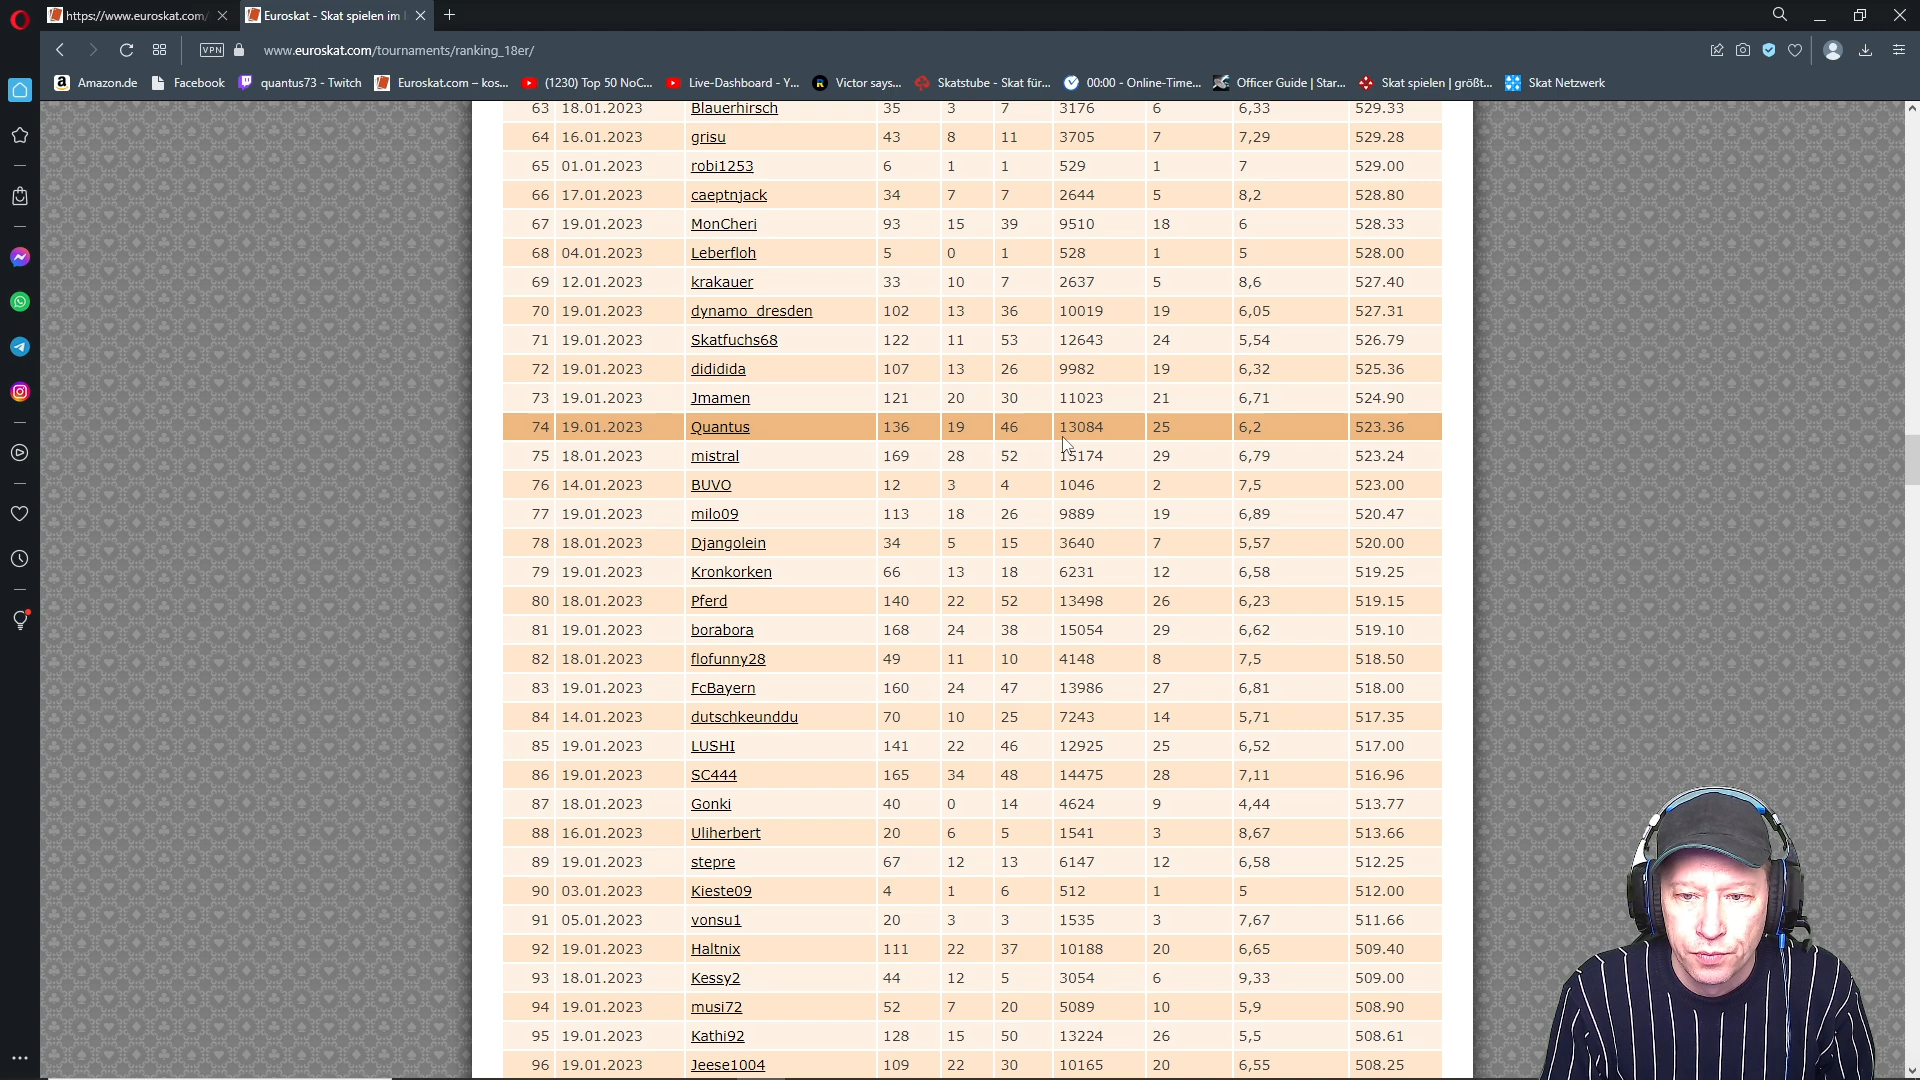 https://www.euroskat.com/
Euroskat - Skat spielen im
VPN www.euroskat.com/tournaments/ranking_18er/
Amazon.de Facebook quantus73 - Twitch Euroskat.com – kos... (1230) Top 50 NoC... Live-Dashboard - Y... Victor says... Skatstube - Skat für... 00:00 - Online-Time... Officer Guide | Star... Skat spielen | größt... Skat Netzwerk
63 18.01.2023 Blauerhirsch 35 3 7 3176 6 6,33 529.33
64 16.01.2023 grisu 43 8 11 3705 7 7,29 529.28
65 01.01.2023 robi1253 6 1 1 529 1 7 529.00
66 17.01.2023 caeptnjack 34 7 7 2644 5 8,2 528.80
67 19.01.2023 MonCheri 93 15 39 9510 18 6 528.33
68 04.01.2023 Leberfloh 5 0 1 528 1 5 528.00
69 12.01.2023 krakauer 33 10 7 2637 5 8,6 527.40
70 19.01.2023 dynamo_dresden 102 13 36 10019 19 6,05 527.31
71 19.01.2023 Skatfuchs68 122 11 53 12643 24 5,54 526.79
72 19.01.2023 dididida 107 13 26 9982 19 6,32 525.36
73 19.01.2023 Jmamen 121 20 30 11023 21 6,71 524.90
74 19.01.2023 Quantus 136 19 46 13084 25 6,2 523.36
75 18.01.2023 mistral 169 28 52 15174 29 6,79 523.24
76 14.01.2023 BUVO 12 3 4 1046 2 7,5 523.00
77 19.01.2023 milo09 113 18 26 9889 19 6,89 520.47
78 18.01.2023 Djangolein 34 5 15 3640 7 5,57 520.00
79 19.01.2023 Kronkorken 66 13 18 6231 12 6,58 519.25
80 18.01.2023 Pferd 140 22 52 13498 26 6,23 519.15
81 19.01.2023 borabora 168 24 38 15054 29 6,62 519.10
82 18.01.2023 flofunny28 49 11 10 4148 8 7,5 518.50
83 19.01.2023 FcBayern 160 24 47 13986 27 6,81 518.00
84 14.01.2023 dutschkeunddu 70 10 25 7243 14 5,71 517.35
85 19.01.2023 LUSHI 141 22 46 12925 25 6,52 517.00
86 19.01.2023 SC444 165 34 48 14475 28 7,11 516.96
87 18.01.2023 Gonki 40 0 14 4624 9 4,44 513.77
88 16.01.2023 Uliherbert 20 6 5 1541 3 8,67 513.66
89 19.01.2023 stepre 67 12 13 6147 12 6,58 512.25
90 03.01.2023 Kieste09 4 1 6 512 1 5 512.00
91 05.01.2023 vonsu1 20 3 3 1535 3 7,67 511.66
92 19.01.2023 Haltnix 111 22 37 10188 20 6,65 509.40
93 18.01.2023 Kessy2 44 12 5 3054 6 9,33 509.00
94 19.01.2023 musi72 52 7 20 5089 10 5,9 508.90
95 19.01.2023 Kathi92 128 15 50 13224 26 5,5 508.61
96 19.01.2023 Jeese1004 109 22 30 10165 20 6,55 508.25